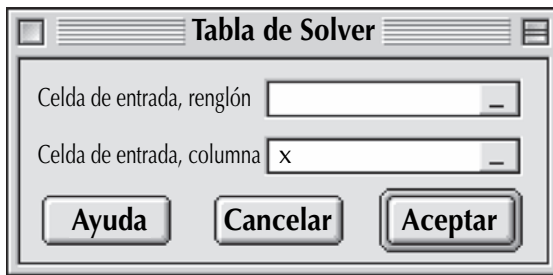 Tabla de Solver
Celda de entrada, renglón
Celda de entrada, columna x
Ayuda Cancelar Aceptar